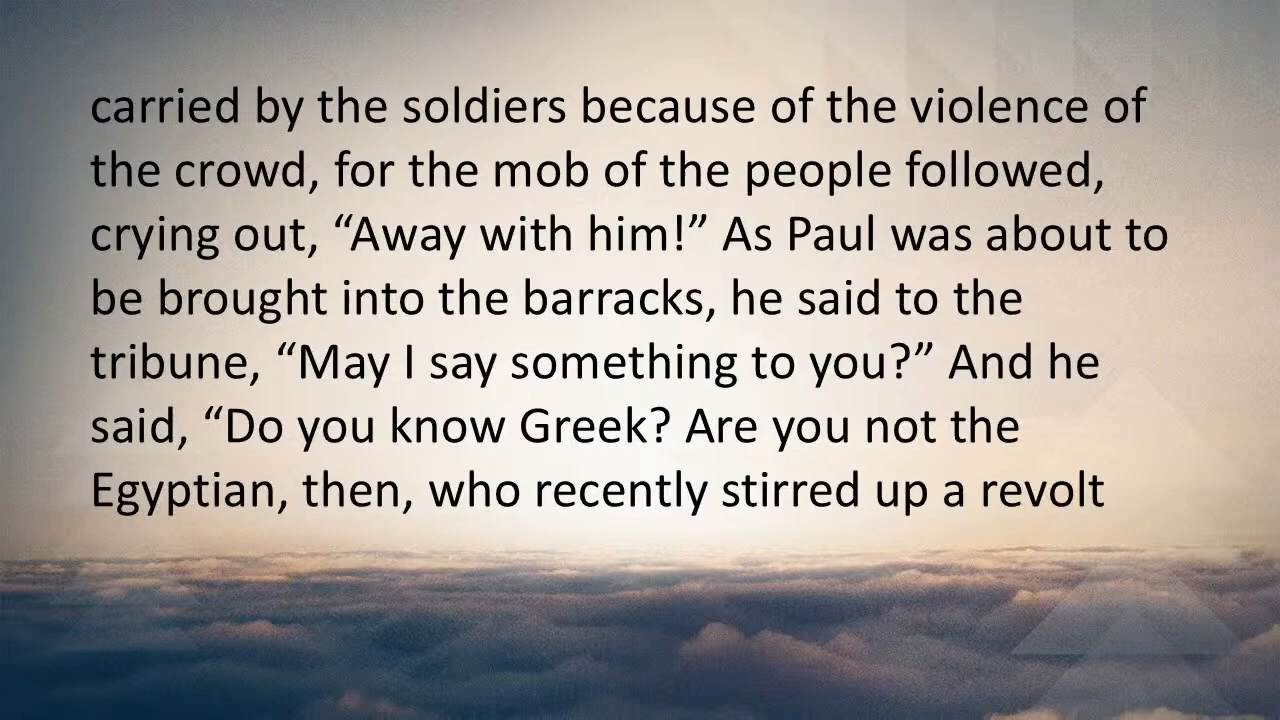 carried by the soldiers because of the violence of
the crowd, for the mob of the people followed,
crying out, “Away with him!” As Paul was about to
be brought into the barracks, he said to the
tribune, “May I say something to you?” And he
said, “Do you know Greek? Are you not the
Egyptian, then, who recently stirred up a revolt